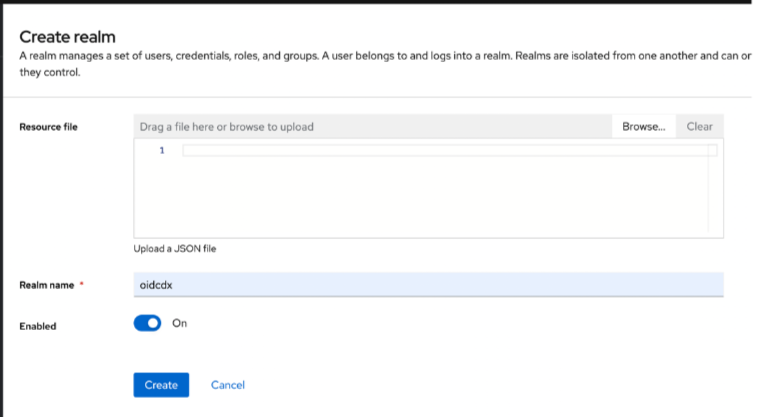 Create realm
A realm manages a set of users, credentials, roles, and groups. A user belongs to and logs into a realm. Realms are isolated from one another and can or
they control.
Resource file
Drag a file here or browse to upload
Browse...
Clear
1
Upload a JSON file
Realm name *
oidcdx
Enabled
On
Create
Cancel